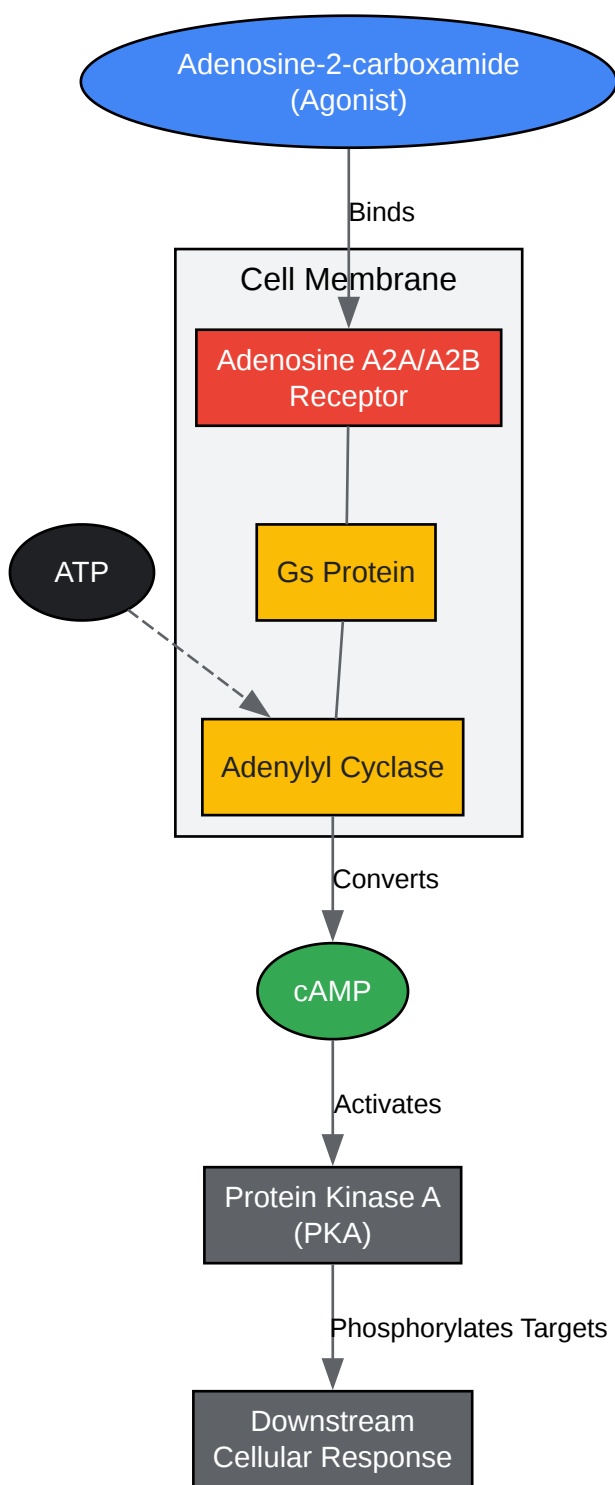 Adenosine-2-carboxamide
(Agonist)
Binds
Cell Membrane
Adenosine A2A/A2B
Receptor
Gs Protein
ATP
Adenylyl Cyclase
Converts
cAMP
Activates
Protein Kinase A
(PKA)
Phosphorylates Targets
Downstream
Cellular Response